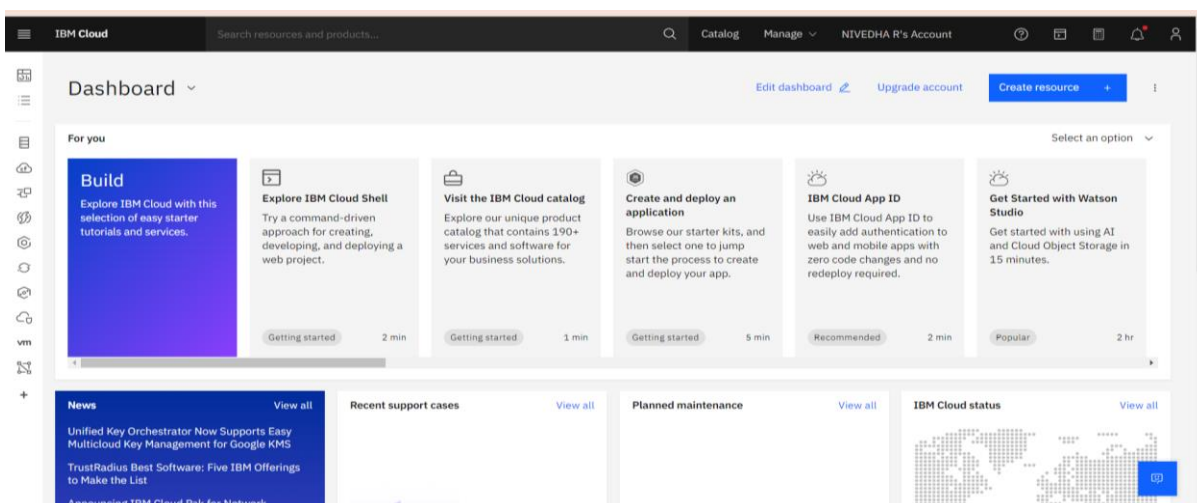 IBM Cloud
Search resources and products...
Catalog
Manage
NIVEDHA R's Account
Dashboard
Edit dashboard
Upgrade account
Create resource +
For you
Select an option
Build
Explore IBM Cloud with this
selection of easy starter
tutorials and services.
Explore IBM Cloud Shell
Try a command-driven
approach for creating,
developing, and deploying a
web project.
Getting started
2 min
Visit the IBM Cloud catalog
Explore our unique product
catalog that contains 190+
services and software for
your business solutions.
Getting started
1 min
Create and deploy an
application
Browse our starter kits, and
then select one to jump
start the process to create
and deploy your app.
Getting started
5 min
IBM Cloud App ID
Use IBM Cloud App ID to
easily add authentication to
web and mobile apps with
zero code changes and no
redeploy required.
Recommended
2 min
Get Started with Watson
Studio
Get started with using AI
and Cloud Object Storage in
15 minutes.
Popular
2 hr
vm
News
View all
Unified Key Orchestrator Now Supports Easy
Multicloud Key Management for Google KMS
TrustRadius Best Software: Five IBM Offerings
to Make the List
Announcing IBM Cloud Pak for Network
Recent support cases
View all
Planned maintenance
View all
IBM Cloud status
View all